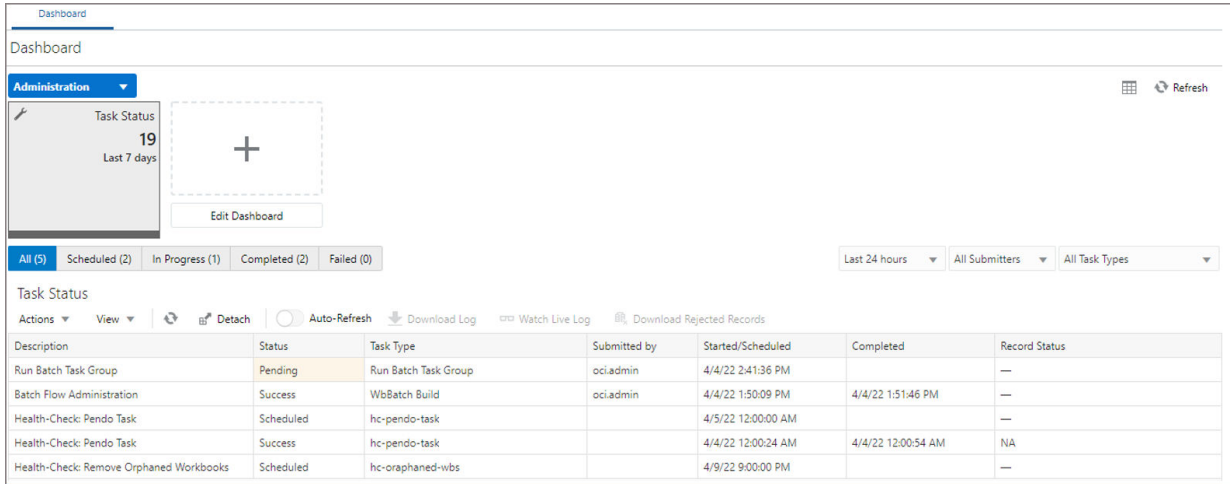 Dashboard
Dashboard
Administration
Refresh
Task Status
19
Last 7 days
Edit Dashboard
All (5) Scheduled (2) In Progress (1) Completed (2) Failed (0) Last 24 hours All Submitters All Task Types
Task Status
Actions View Detach Auto-Refresh Download Log Watch Live Log Download Rejected Records
Description Status Task Type Submitted by Started/Scheduled Completed Record Status
Run Batch Task Group Pending Run Batch Task Group oci.admin 4/4/22 2:41:36 PM —
Batch Flow Administration Success WbBatch Build oci.admin 4/4/22 1:50:09 PM 4/4/22 1:51:46 PM —
Health-Check: Pendo Task Scheduled hc-pendo-task 4/5/22 12:00:00 AM —
Health-Check: Pendo Task Success hc-pendo-task 4/4/22 12:00:24 AM 4/4/22 12:00:54 AM NA
Health-Check: Remove Orphaned Workbooks Scheduled hc-oraphaned-wbs 4/9/22 9:00:00 PM —